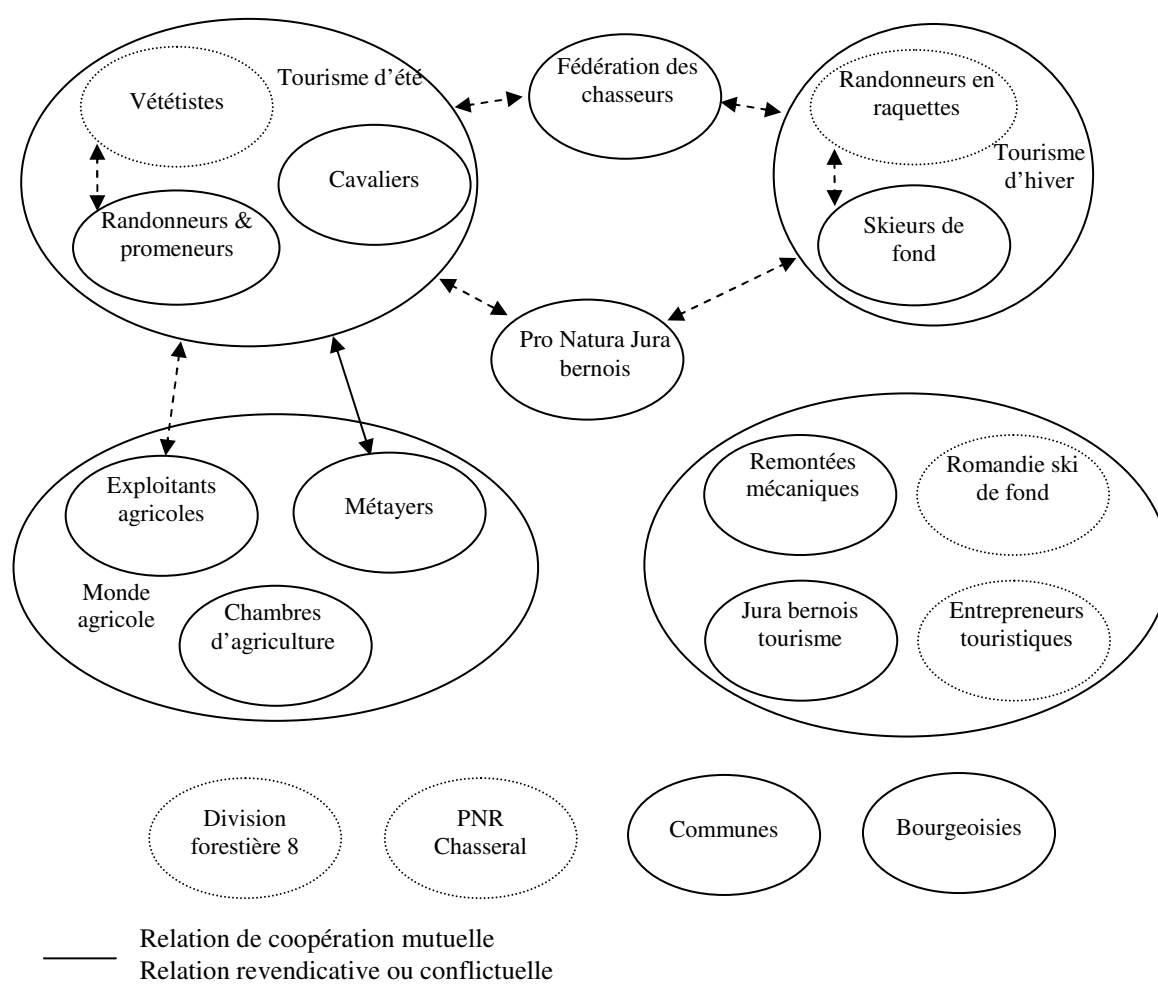 Vététistes
Tourisme d'été
Cavaliers
Randonneurs &
promeneurs
Fédération des
chasseurs
Randonneurs en
raquettes
Tourisme
d'hiver
Skieurs de
fond
Pro Natura Jura
bernois
Exploitants
agricoles
Métayers
Monde
agricole
Chambres
d'agriculture
Remontées
mécaniques
Romandie ski
de fond
Jura bernois
tourisme
Entrepreneurs
touristiques
Division
forestière 8
PNR
Chasseral
Communes
Bourgeoisies
Relation de coopération mutuelle
Relation revendicative ou conflictuelle